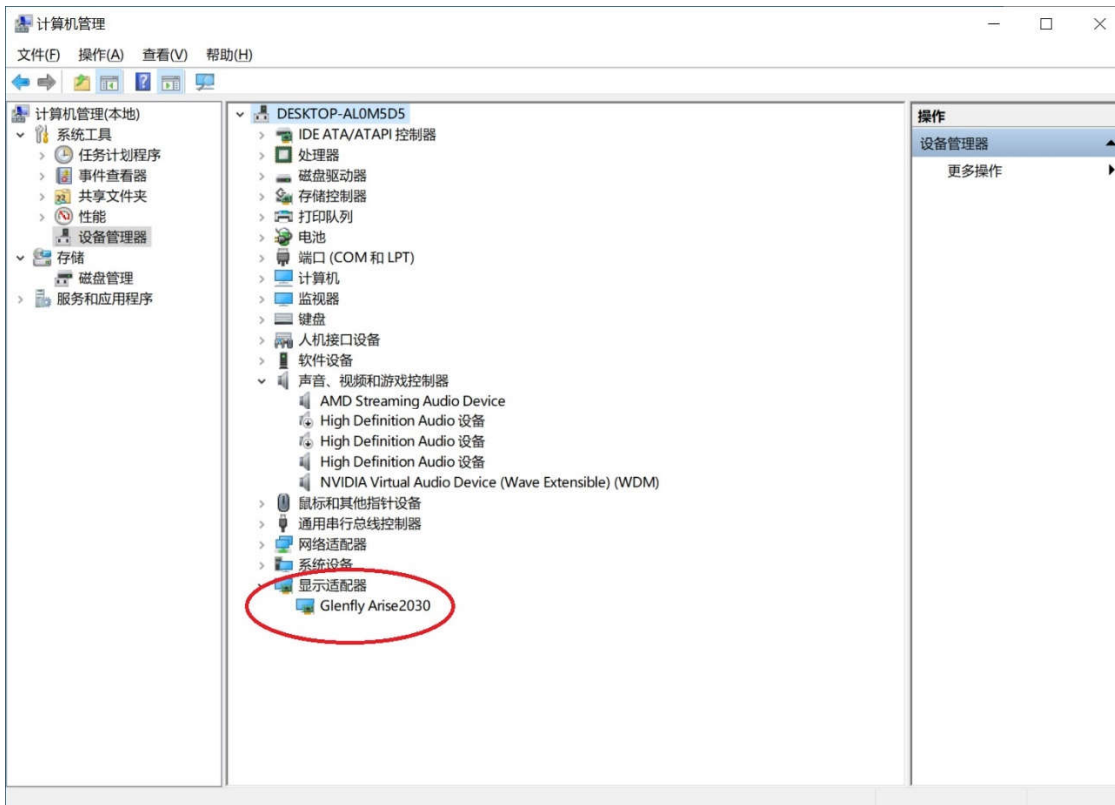 计算机管理
文件(F) 操作(A) 查看(V) 帮助(H)
计算机管理(本地)
系统工具
任务计划程序
事件查看器
共享文件夹
性能
设备管理器
存储
磁盘管理
服务和应用程序
DESKTOP-AL0M5D5
IDE ATA/ATAPI 控制器
处理器
磁盘驱动器
存储控制器
打印队列
电池
端口 (COM 和 LPT)
计算机
监视器
键盘
人机接口设备
软件设备
声音、视频和游戏控制器
AMD Streaming Audio Device
High Definition Audio 设备
High Definition Audio 设备
High Definition Audio 设备
NVIDIA Virtual Audio Device (Wave Extensible) (WDM)
鼠标和其他指针设备
通用串行总线控制器
网络适配器
系统设备
显示适配器
Glenfly Arise2030
操作
设备管理器
更多操作